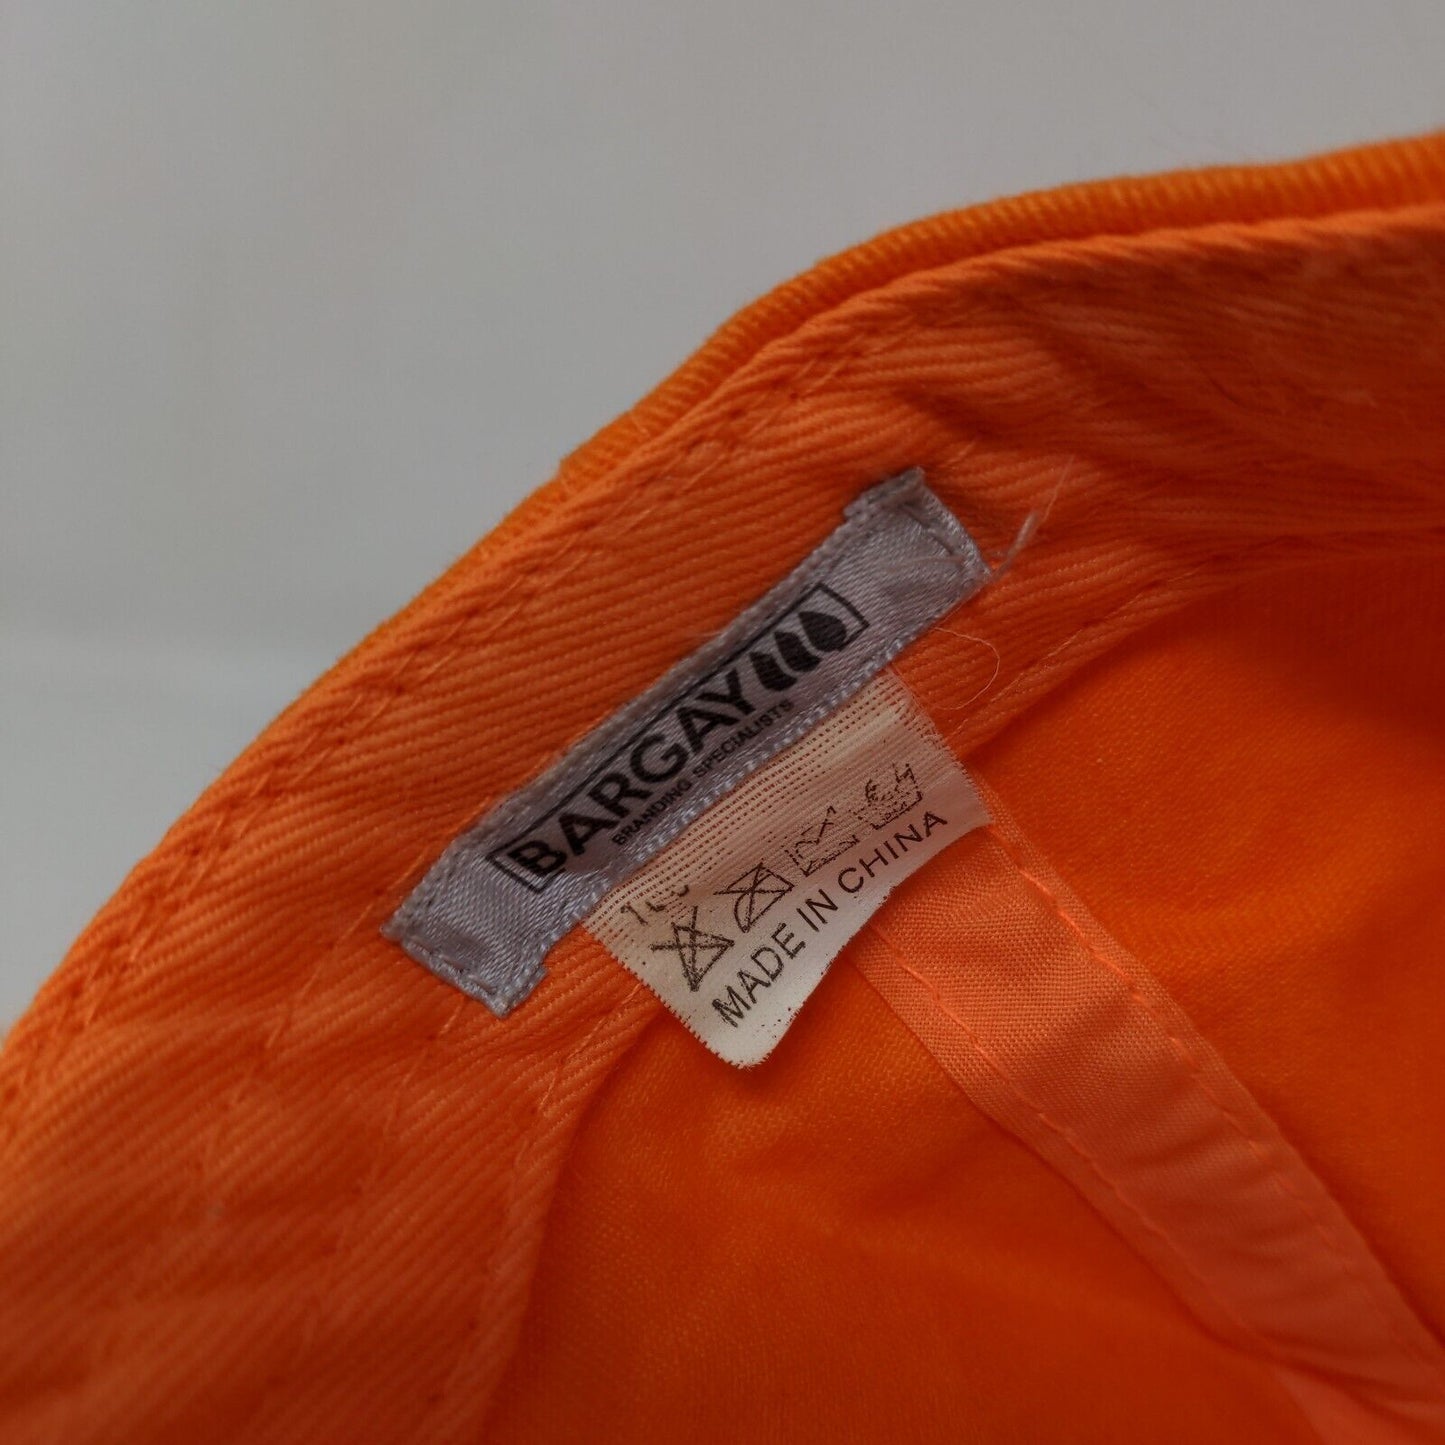 BARGAY
BRANDING SPECIALISTS
MADE IN CHINA